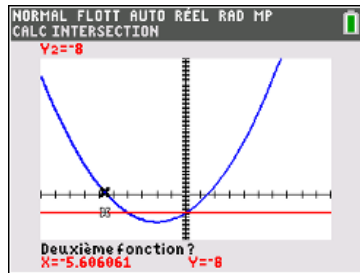 NORMAL FLOTT AUTO RÉEL RAD MP
CALC INTERSECTION
Y2=-8
Deuxième fonction?
X=-5.606061 Y=-8